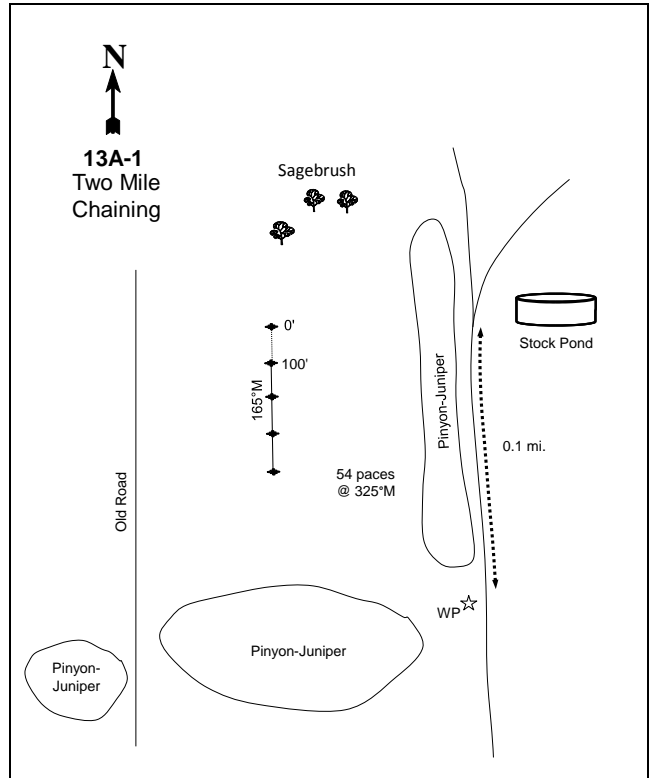 N
13A-1
Two Mile
Chaining
Sagebrush
0'
100'
165°M
Stock Pond
Pinyon-Juniper
0.1 mi.
54 paces
@ 325°M
Old Road
WP
Pinyon-Juniper
Pinyon-
Juniper